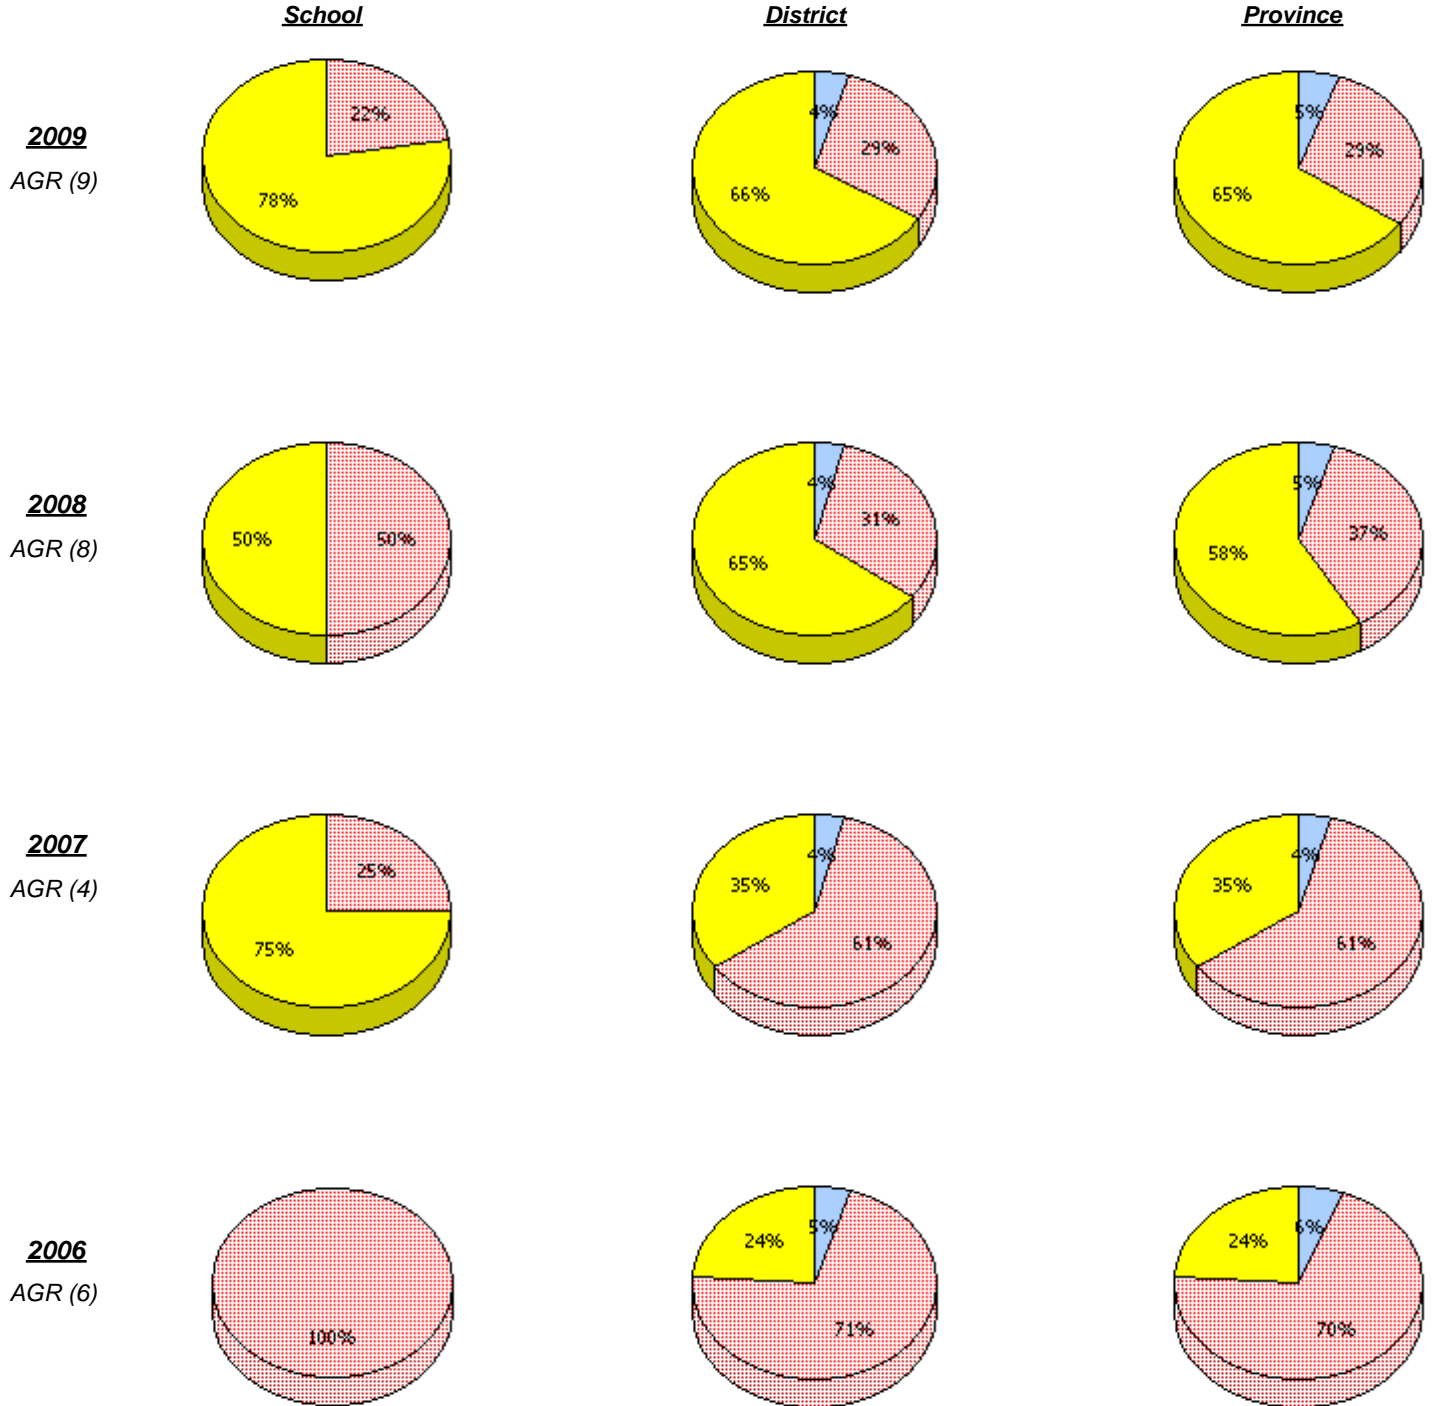 School District Province
22% 4% 5%
2009 29% 29%
AGR (9) 78% 66% 65%
4% 5%
2008 31% 37%
AGR (8) 50% 50% 65% 58%
2007 4% 4%
AGR (4) 25% 35% 35%
75% 61% 61%
2006 24% 5% 24% 6%
AGR (6)
100% 71% 70%